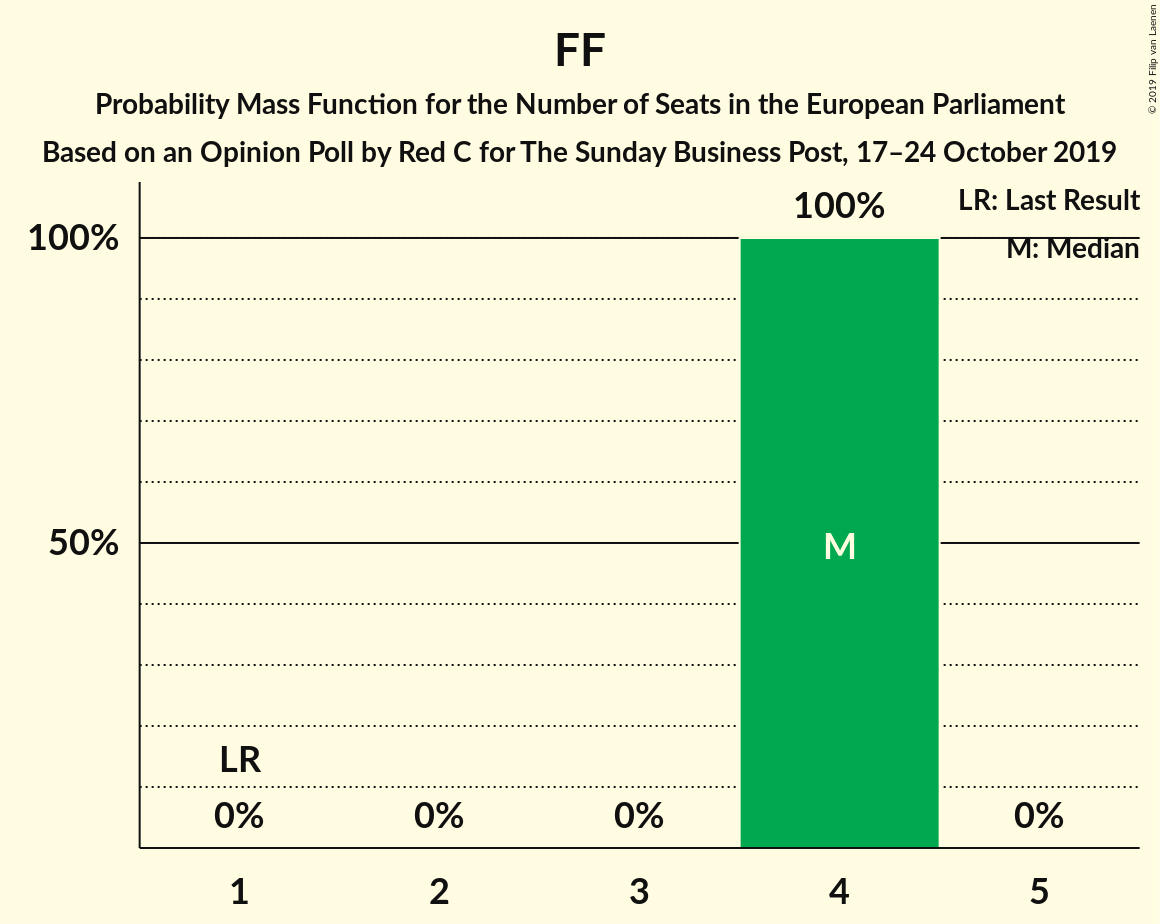 FF
Probability Mass Function for the Number of Seats in the European Parliament
Based on an Opinion Poll by Red C for The Sunday Business Post, 17–24 October 2019
© 2019 Filip van Laenen
LR: Last Result
M: Median
100%
100%
50%
M
LR
0%
0%
0%
0%
1
2
3
4
5